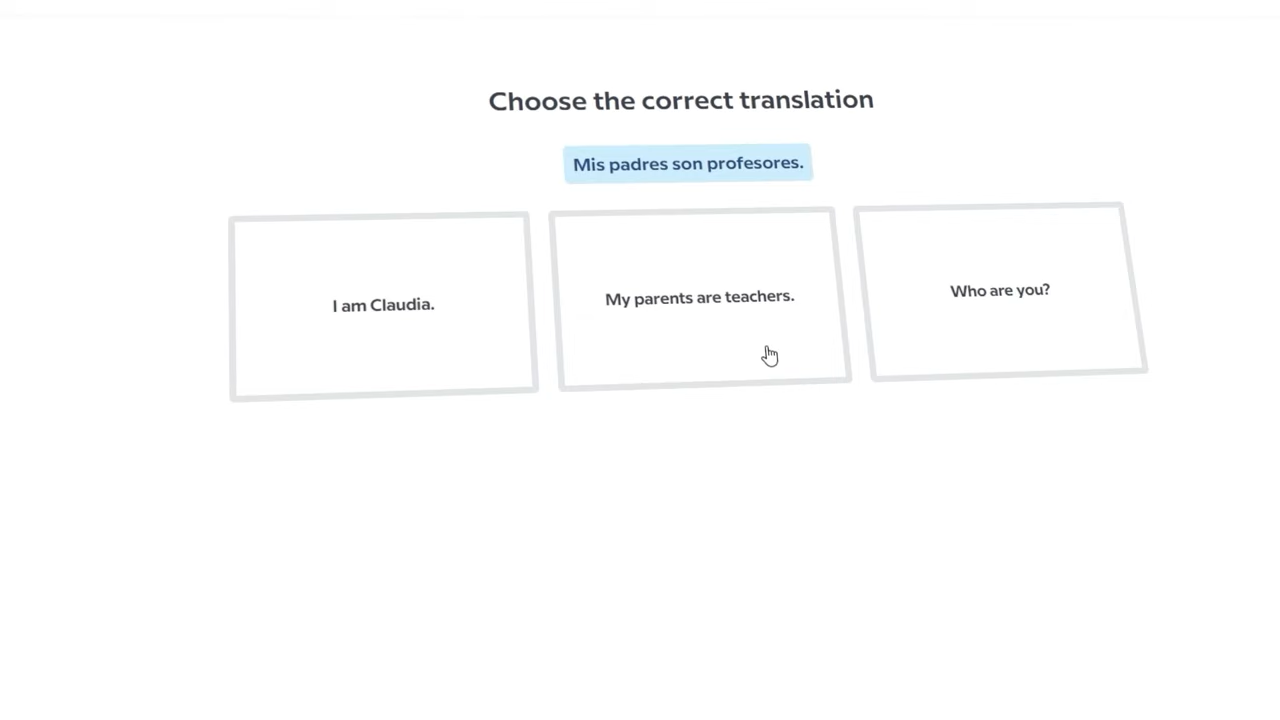 Choose the correct translation
Mis padres son profesores.
I am Claudia.
My parents are teachers.
Who are you?